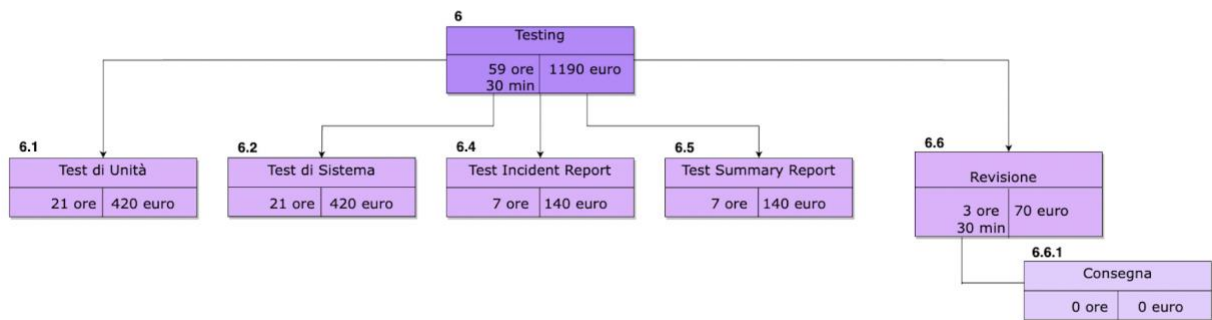 6
Testing
59 ore 1190 euro
30 min
6.1
Test di Unità
21 ore 420 euro
6.2
Test di Sistema
21 ore 420 euro
6.4
Test Incident Report
7 ore 140 euro
6.5
Test Summary Report
7 ore 140 euro
6.6
Revisione
3 ore 70 euro
30 min
6.6.1
Consegna
0 ore 0 euro